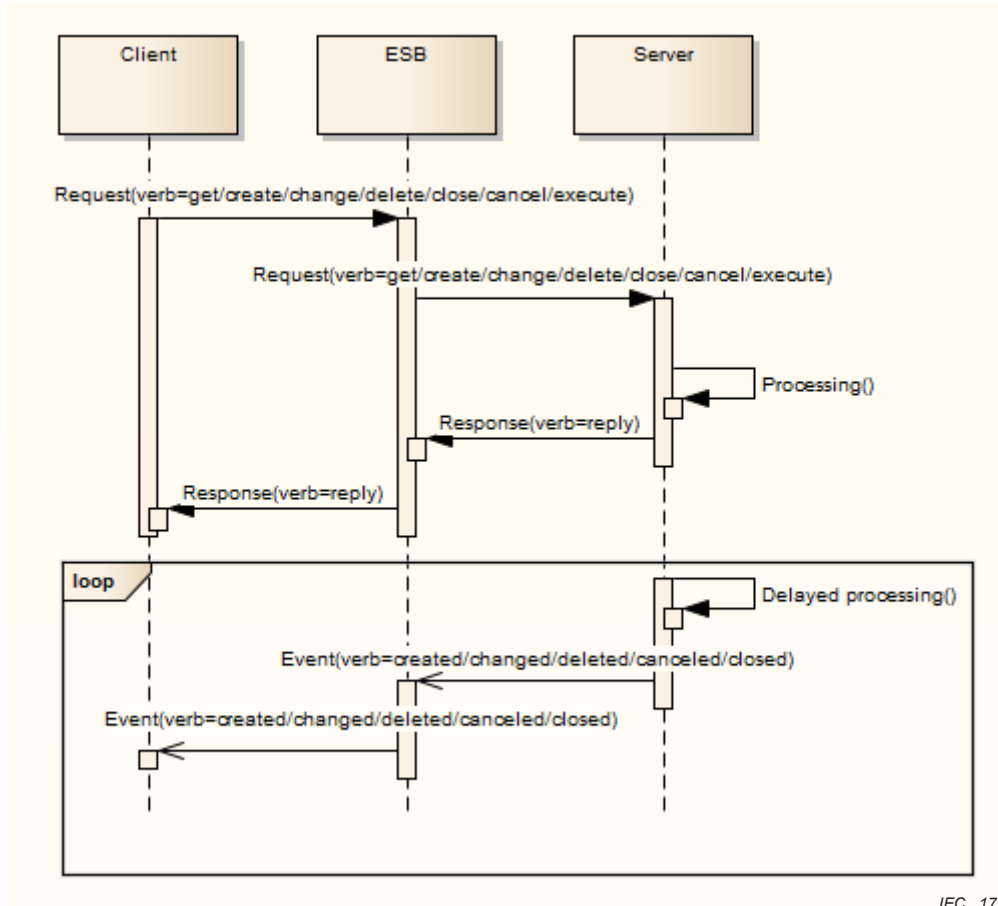 Client
ESB
Server
Request(verb=get/create/change/delete/close/cancel/execute)
Request(verb=get/create/change/delete/close/cancel/execute)
Processing()
Response(verb=reply)
Response(verb=reply)
loop
Delayed processing()
Event(verb=created/changed/deleted/canceled/closed)
Event(verb=created/changed/deleted/canceled/closed)
IEC 17